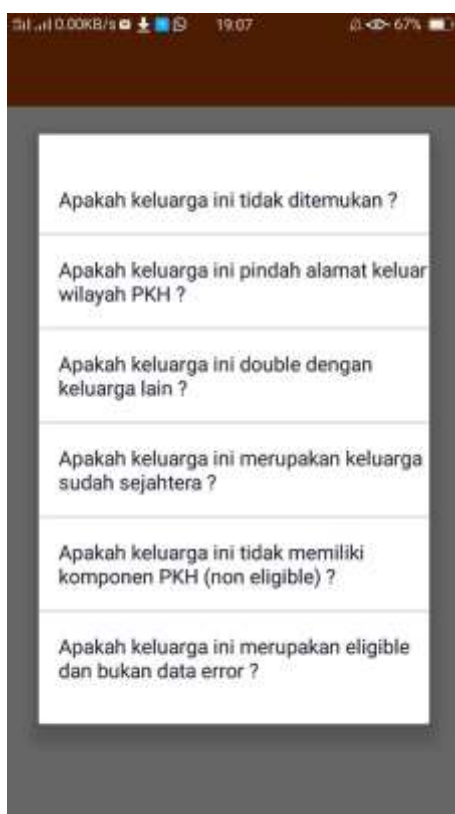 0.00KB/s 19:07 67%
Apakah keluarga ini tidak ditemukan ?
Apakah keluarga ini pindah alamat keluar
wilayah PKH ?
Apakah keluarga ini double dengan
keluarga lain ?
Apakah keluarga ini merupakan keluarga
sudah sejahtera ?
Apakah keluarga ini tidak memiliki
komponen PKH (non eligible) ?
Apakah keluarga ini merupakan eligible
dan bukan data error ?